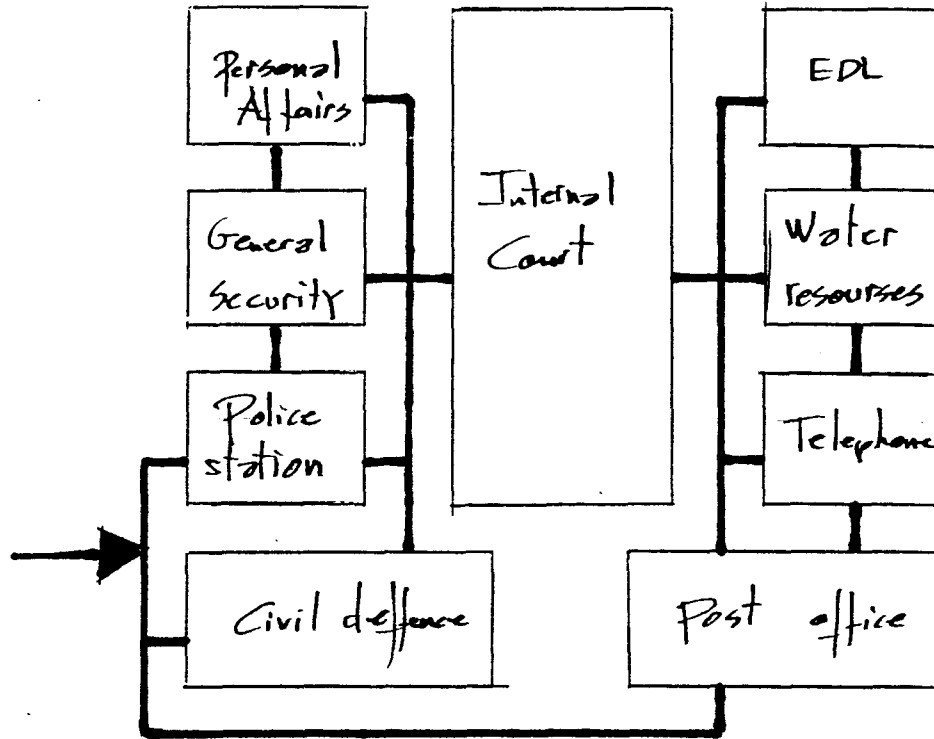 Personal
Affairs
EDL
Internal
Court
General
security
Water
resourses
Police
station
Telephone
Civil deffence
Post office